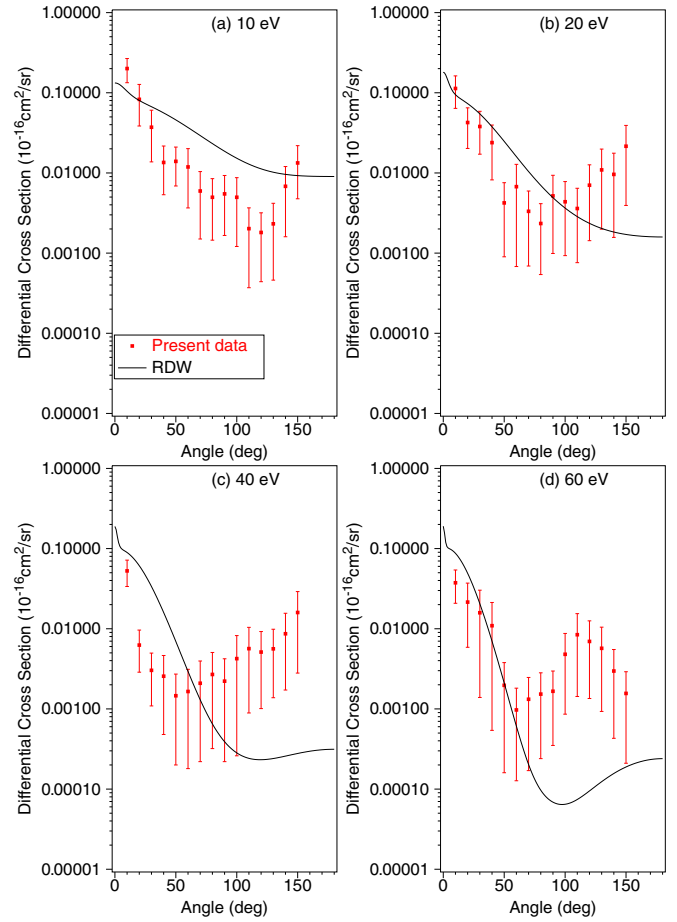 (a) 10 eV
1.00000
0.10000
0.01000
0.00100
0.00010
0.00001
Differential Cross Section (10⁻¹⁶cm²/sr)
Present data
RDW
0 50 100 150
Angle (deg)
(b) 20 eV
1.00000
0.10000
0.01000
0.00100
0.00010
0.00001
Differential Cross Section (10⁻¹⁶cm²/sr)
0 50 100 150
Angle (deg)
(c) 40 eV
1.00000
0.10000
0.01000
0.00100
0.00010
0.00001
Differential Cross Section (10⁻¹⁶cm²/sr)
0 50 100 150
Angle (deg)
(d) 60 eV
1.00000
0.10000
0.01000
0.00100
0.00010
0.00001
Differential Cross Section (10⁻¹⁶cm²/sr)
0 50 100 150
Angle (deg)